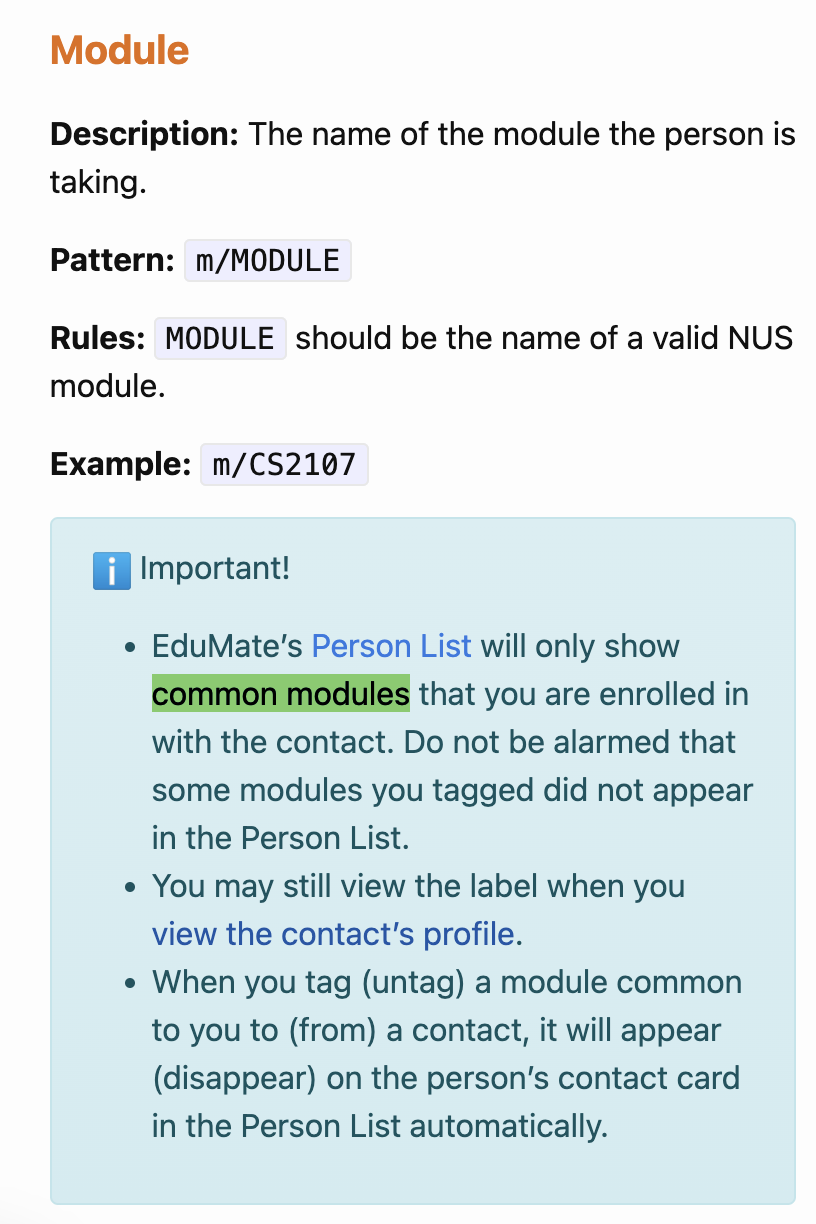 Module
Description: The name of the module the person is
taking.
Pattern: m/MODULE
Rules: MODULE should be the name of a valid NUS
module.
Example: m/CS2107
ℹ️ Important!
• EduMate’s Person List will only show
common modules that you are enrolled in
with the contact. Do not be alarmed that
some modules you tagged did not appear
in the Person List.
• You may still view the label when you
view the contact’s profile.
• When you tag (untag) a module common
to you to (from) a contact, it will appear
(disappear) on the person’s contact card
in the Person List automatically.